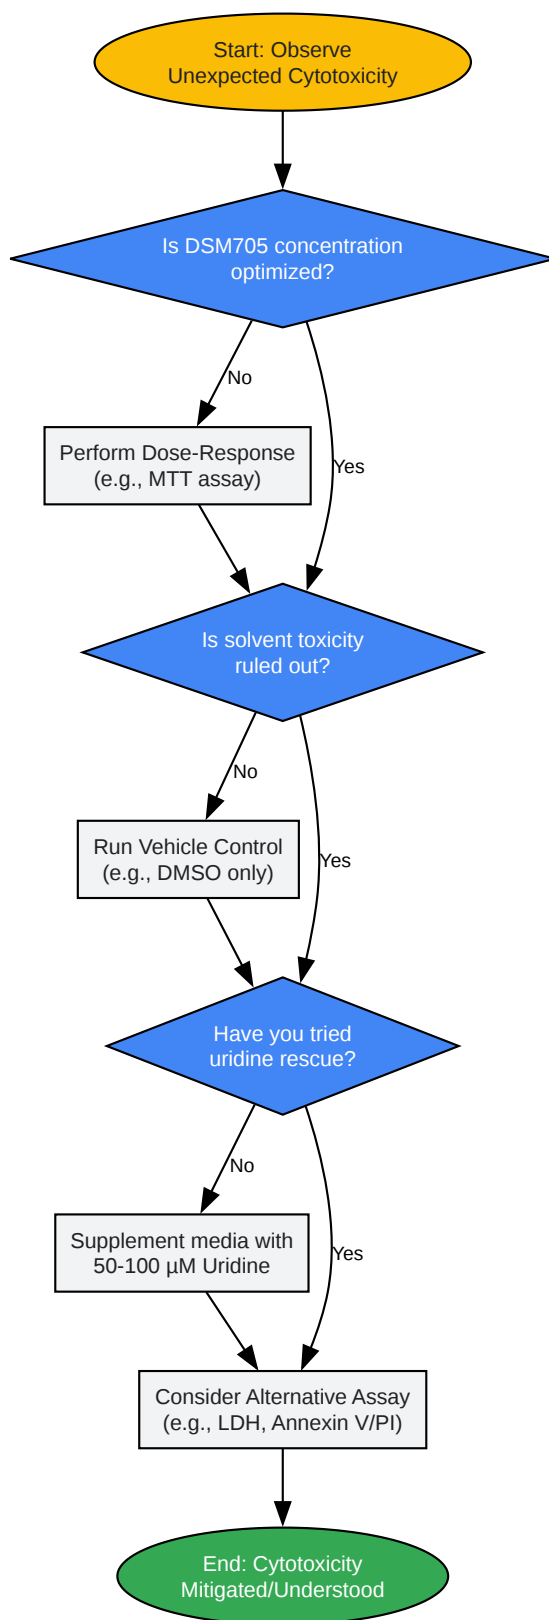 Start: Observe
Unexpected Cytotoxicity
Is DSM705 concentration
optimized?
No
Perform Dose-Response
(e.g., MTT assay)
Yes
Is solvent toxicity
ruled out?
No
Run Vehicle Control
(e.g., DMSO only)
Yes
Have you tried
uridine rescue?
No
Supplement media with
50-100 µM Uridine
Yes
Consider Alternative Assay
(e.g., LDH, Annexin V/PI)
End: Cytotoxicity
Mitigated/Understood